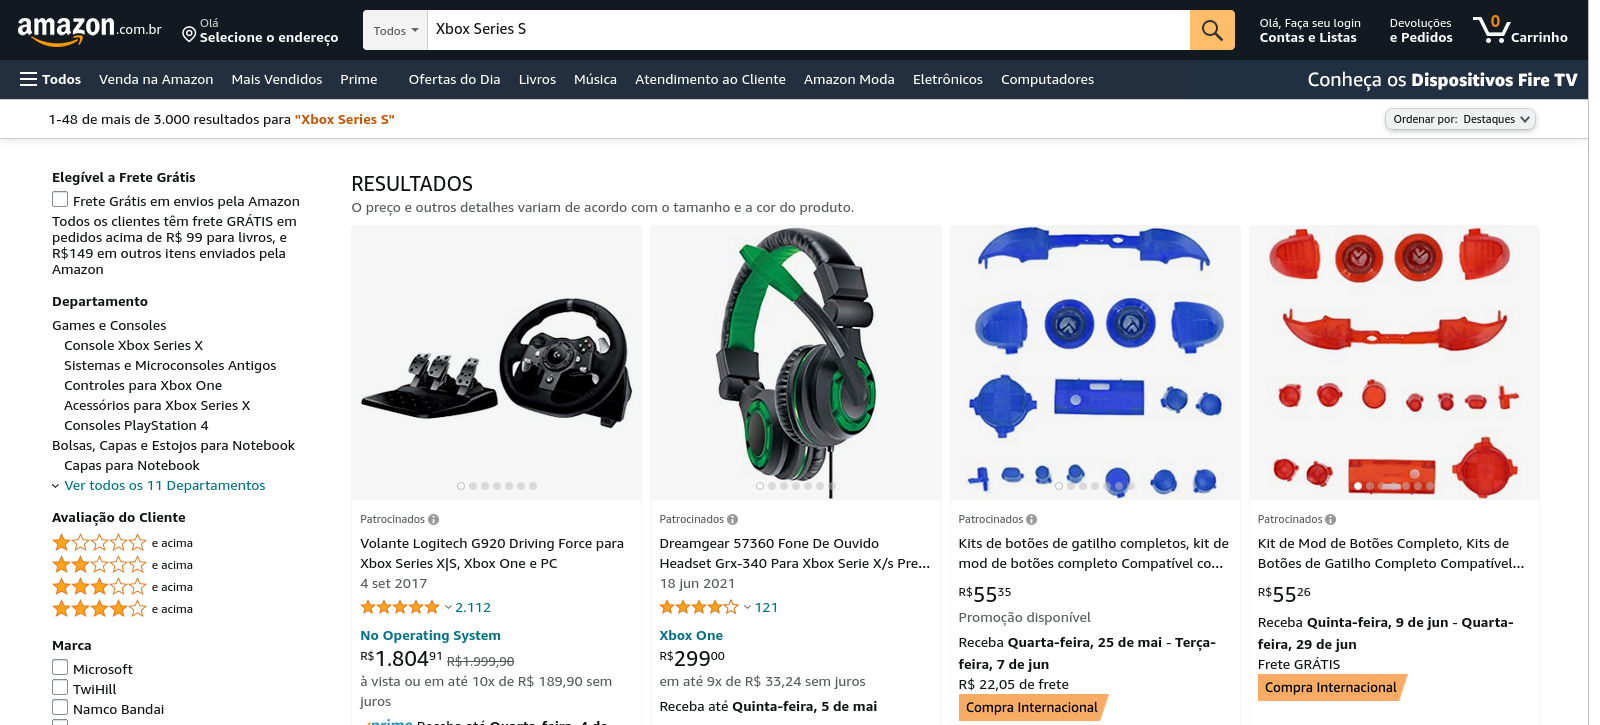 amazon.com.br
Olá
Selecione o endereço
Todos
Xbox Series S
Olá, Faça seu login
Contas e Listas
Devoluções
e Pedidos
0
Carrinho
Todos
Venda na Amazon
Mais Vendidos
Prime
Ofertas do Dia
Livros
Música
Atendimento ao Cliente
Amazon Moda
Eletrônicos
Computadores
Conheça os Dispositivos Fire TV
1-48 de mais de 3.000 resultados para "Xbox Series S"
Ordenar por: Destaques
Elegível a Frete Grátis
Frete Grátis em envios pela Amazon
Todos os clientes têm frete GRÁTIS em
pedidos acima de R$ 99 para livros, e
R$149 em outros itens enviados pela
Amazon
Departamento
Games e Consoles
Console Xbox Series X
Sistemas e Microconsoles Antigos
Controles para Xbox One
Acessórios para Xbox Series X
Consoles PlayStation 4
Bolsas, Capas e Estojos para Notebook
Capas para Notebook
Ver todos os 11 Departamentos
Avaliação do Cliente
e acima
e acima
e acima
e acima
Marca
Microsoft
TwiHill
Namco Bandai
RESULTADOS
O preço e outros detalhes variam de acordo com o tamanho e a cor do produto.
Patrocinados
Volante Logitech G920 Driving Force para
Xbox Series X|S, Xbox One e PC
4 set 2017
2.112
No Operating System
R$1.80491 R$1.999,90
à vista ou em até 10x de R$ 189,90 sem
juros
prime Receba até Quarta-feira, 4 de
Patrocinados
Dreamgear 57360 Fone De Ouvido
Headset Grx-340 Para Xbox Serie X/s Pre...
18 jun 2021
121
Xbox One
R$29900
em até 9x de R$ 33,24 sem juros
Receba até Quinta-feira, 5 de mai
Patrocinados
Kits de botões de gatilho completos, kit de
mod de botões completo Compatível co...
R$5535
Promoção disponível
Receba Quarta-feira, 25 de mai - Terça-
feira, 7 de jun
R$ 22,05 de frete
Compra Internacional
Patrocinados
Kit de Mod de Botões Completo, Kits de
Botões de Gatilho Completo Compatível...
R$5526
Receba Quinta-feira, 9 de jun - Quarta-
feira, 29 de jun
Frete GRÁTIS
Compra Internacional